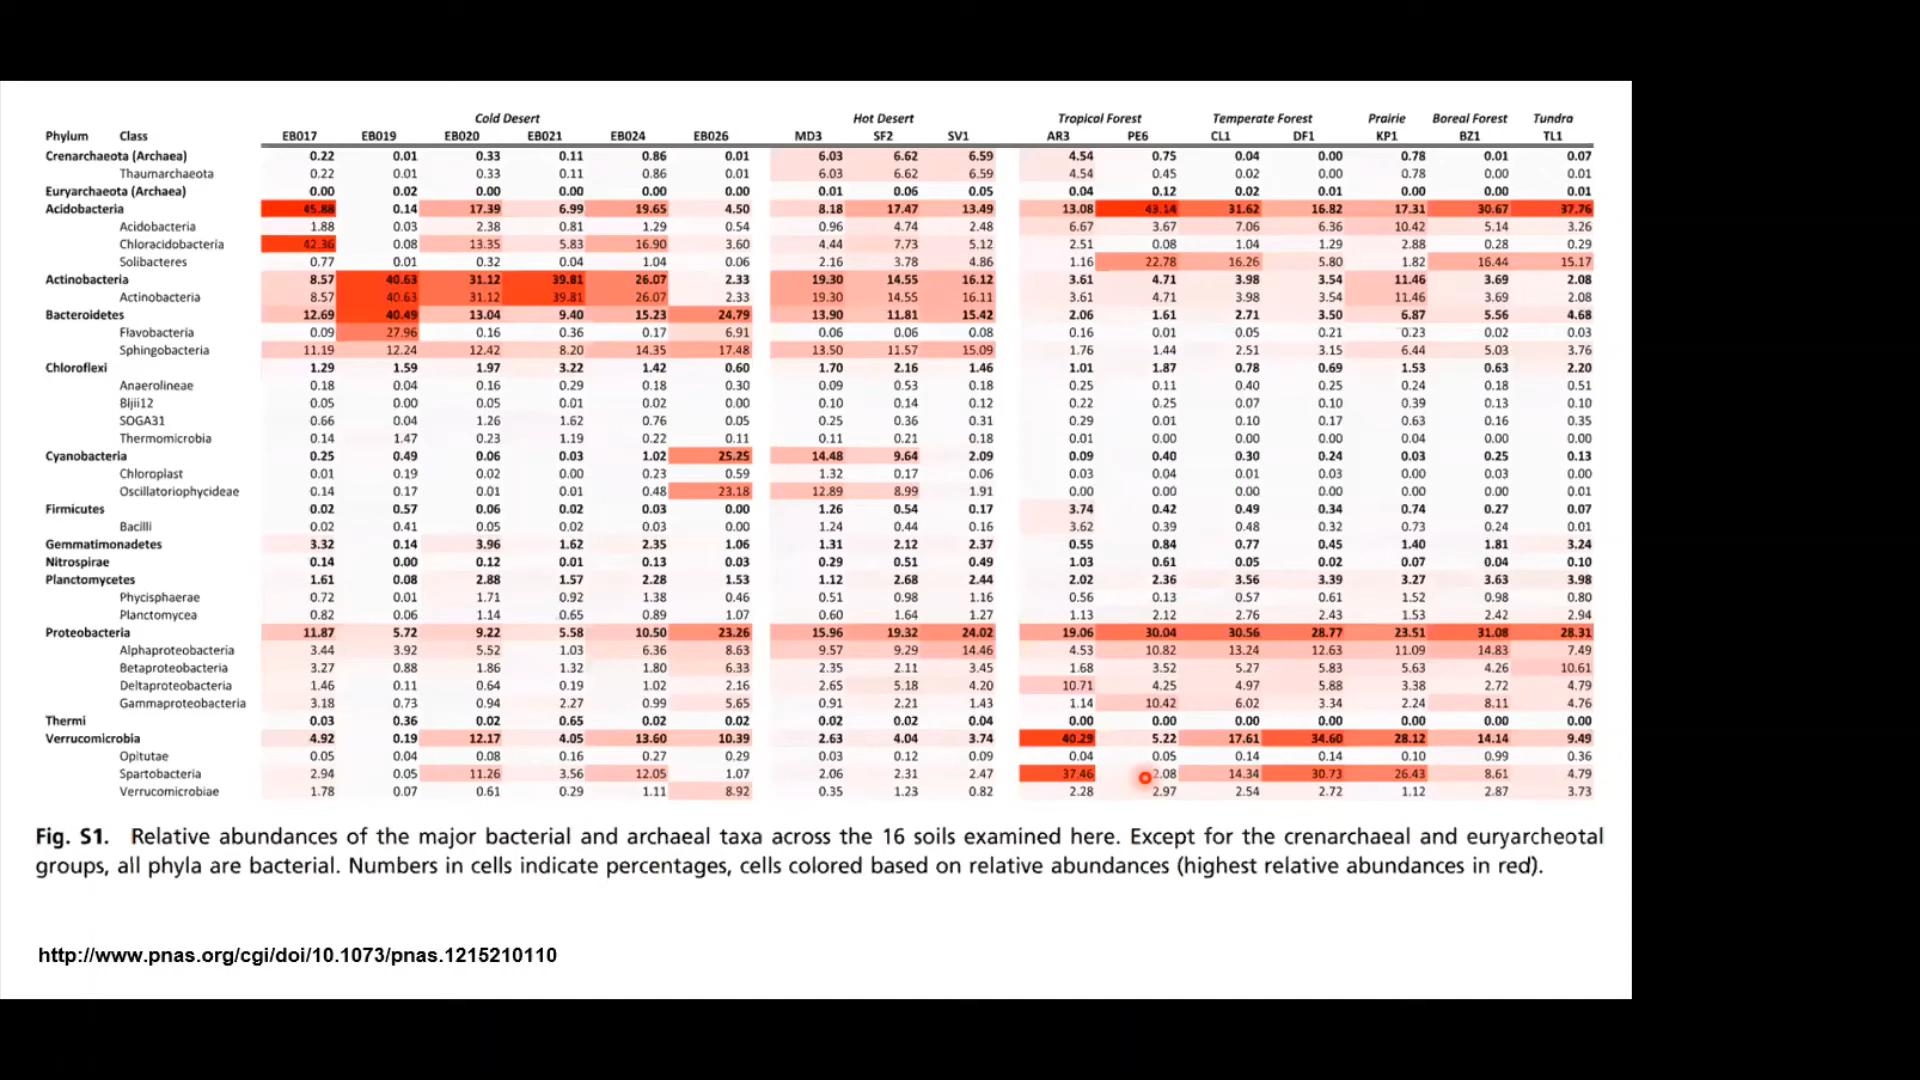 Cold Desert Hot Desert Tropical Forest Temperate Forest Prairie Boreal Forest Tundra
Phylum Class EB017 EB019 EB020 EB021 EB024 EB026 MD3 SF2 SV1 AR3 PE6 CL1 DF1 KP1 BZ1 TL1
Crenarchaeota (Archaea) 0.22 0.01 0.33 0.11 0.86 0.01 6.03 6.62 6.59 4.54 0.75 0.04 0.00 0.78 0.01 0.07
Thaumarchaeota 0.22 0.01 0.33 0.11 0.86 0.01 6.03 6.62 6.59 4.54 0.45 0.02 0.00 0.78 0.00 0.01
Euryarchaeota (Archaea) 0.00 0.02 0.00 0.00 0.00 0.00 0.01 0.06 0.05 0.04 0.12 0.02 0.01 0.00 0.00 0.01
Acidobacteria 45.88 0.14 17.39 6.99 19.65 4.50 8.18 17.47 13.49 13.08 43.14 31.62 16.82 17.31 30.67 37.76
Acidobacteria 1.88 0.03 2.38 0.81 1.29 0.54 0.96 4.74 2.48 6.67 3.67 7.06 6.36 10.42 5.14 3.26
Chloracidobacteria 42.36 0.08 13.35 5.83 16.90 3.60 4.44 7.73 5.12 2.51 0.08 1.04 1.29 2.88 0.28 0.29
Solibacteres 0.77 0.01 0.32 0.04 1.04 0.06 2.16 3.78 4.86 1.16 22.78 16.26 5.80 1.82 16.44 15.17
Actinobacteria 8.57 40.63 31.12 39.81 26.07 2.33 19.30 14.55 16.12 3.61 4.71 3.98 3.54 11.46 3.69 2.08
Actinobacteria 8.57 40.63 31.12 39.81 26.07 2.33 19.30 14.55 16.11 3.61 4.71 3.98 3.54 11.46 3.69 2.08
Bacteroidetes 12.69 40.49 13.04 9.40 15.23 24.79 13.90 11.81 15.42 2.06 1.61 2.71 3.50 6.87 5.56 4.68
Flavobacteria 0.09 27.96 0.16 0.36 0.17 6.91 0.06 0.06 0.08 0.16 0.01 0.05 0.21 0.23 0.02 0.03
Sphingobacteria 11.19 12.24 12.42 8.20 14.35 17.48 13.50 11.57 15.09 1.76 1.44 2.51 3.15 6.44 5.03 3.76
Chloroflexi 1.29 1.59 1.97 3.22 1.42 0.60 1.70 2.16 1.46 1.01 1.87 0.78 0.69 1.53 0.63 2.20
Anaerolineae 0.18 0.04 0.16 0.29 0.18 0.30 0.09 0.53 0.18 0.25 0.11 0.40 0.25 0.24 0.18 0.51
Bljii12 0.05 0.00 0.05 0.01 0.02 0.00 0.10 0.14 0.12 0.22 0.25 0.07 0.10 0.39 0.13 0.10
SOGA31 0.66 0.04 1.26 1.62 0.76 0.05 0.25 0.36 0.31 0.29 0.01 0.10 0.17 0.63 0.16 0.35
Thermomicrobia 0.14 1.47 0.23 1.19 0.22 0.11 0.11 0.21 0.18 0.01 0.00 0.00 0.00 0.04 0.00 0.00
Cyanobacteria 0.25 0.49 0.06 0.03 1.02 25.25 14.48 9.64 2.09 0.09 0.40 0.30 0.24 0.03 0.25 0.13
Chloroplast 0.01 0.19 0.02 0.00 0.23 0.59 1.32 0.17 0.06 0.03 0.04 0.01 0.03 0.00 0.03 0.00
Oscillatoriophycideae 0.14 0.17 0.01 0.01 0.48 23.18 12.89 8.99 1.91 0.00 0.00 0.00 0.00 0.00 0.00 0.01
Firmicutes 0.02 0.57 0.06 0.02 0.03 0.00 1.26 0.54 0.17 3.74 0.42 0.49 0.34 0.74 0.27 0.07
Bacilli 0.02 0.41 0.05 0.02 0.03 0.00 1.24 0.44 0.16 3.62 0.39 0.48 0.32 0.73 0.24 0.01
Gemmatimonadetes 3.32 0.14 3.96 1.62 2.35 1.06 1.31 2.12 2.37 0.55 0.84 0.77 0.45 1.40 1.81 3.24
Nitrospirae 0.14 0.00 0.12 0.01 0.13 0.03 0.29 0.51 0.49 1.03 0.61 0.05 0.02 0.07 0.04 0.10
Planctomycetes 1.61 0.08 2.88 1.57 2.28 1.53 1.12 2.68 2.44 2.02 2.36 3.56 3.39 3.27 3.63 3.98
Phycisphaerae 0.72 0.01 1.71 0.92 1.38 0.46 0.51 0.98 1.16 0.56 0.13 0.57 0.61 1.52 0.98 0.80
Planctomycea 0.82 0.06 1.14 0.65 0.89 1.07 0.60 1.64 1.27 1.13 2.12 2.76 2.43 1.53 2.42 2.94
Proteobacteria 11.87 5.72 9.22 5.58 10.50 23.26 15.96 19.32 24.02 19.06 30.04 30.56 28.77 23.51 31.08 28.31
Alphaproteobacteria 3.44 3.92 5.52 1.03 6.36 8.63 9.57 9.29 14.46 4.53 10.82 13.24 12.63 11.09 14.83 7.49
Betaproteobacteria 3.27 0.88 1.86 1.32 1.80 6.33 2.35 2.11 3.45 1.68 3.52 5.27 5.83 5.63 4.26 10.61
Deltaproteobacteria 1.46 0.11 0.64 0.19 1.02 2.16 2.65 5.18 4.20 10.71 4.25 4.97 5.88 3.38 2.72 4.79
Gammaproteobacteria 3.18 0.73 0.94 2.27 0.99 5.65 0.91 2.21 1.43 1.14 10.42 6.02 3.34 2.24 8.11 4.76
Thermi 0.03 0.36 0.02 0.65 0.02 0.02 0.02 0.02 0.04 0.00 0.00 0.00 0.00 0.00 0.00 0.00
Verrucomicrobia 4.92 0.19 12.17 4.05 13.60 10.39 2.63 4.04 3.74 40.29 5.22 17.61 34.60 28.12 14.14 9.49
Opitutae 0.05 0.04 0.08 0.16 0.27 0.29 0.03 0.12 0.09 0.04 0.05 0.14 0.14 0.10 0.99 0.36
Spartobacteria 2.94 0.05 11.26 3.56 12.05 1.07 2.06 2.31 2.47 37.46 2.08 14.34 30.73 26.43 8.61 4.79
Verrucomicrobiae 1.78 0.07 0.61 0.29 1.11 8.92 0.35 1.23 0.82 2.28 2.97 2.54 2.72 1.12 2.87 3.73
Fig. S1. Relative abundances of the major bacterial and archaeal taxa across the 16 soils examined here. Except for the crenarchaeal and euryarcheotal
groups, all phyla are bacterial. Numbers in cells indicate percentages, cells colored based on relative abundances (highest relative abundances in red).
http://www.pnas.org/cgi/doi/10.1073/pnas.1215210110